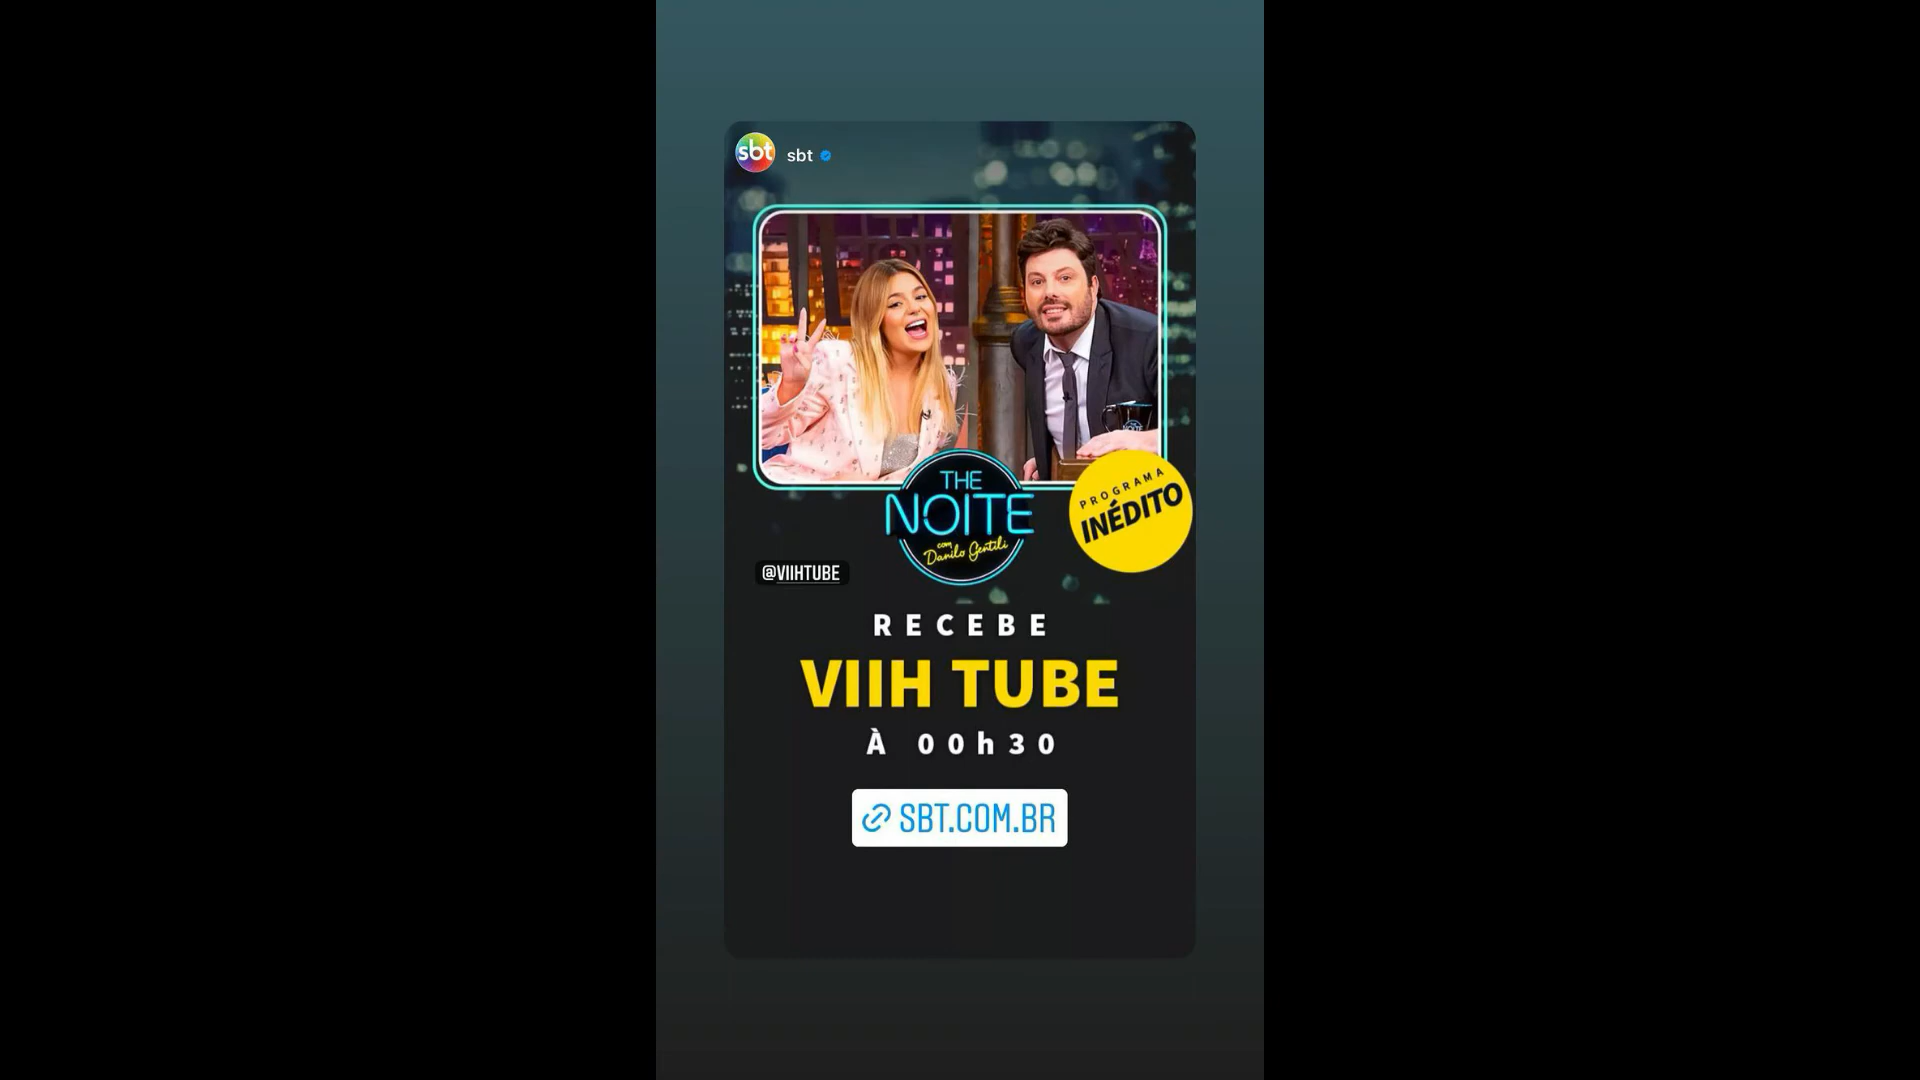 sbt
sbt
THE
NOITE
com
Danilo Gentili
PROGRAMA
INÉDITO
@VIIHTUBE
RECEBE
VIIH TUBE
À 00h30
SBT.COM.BR